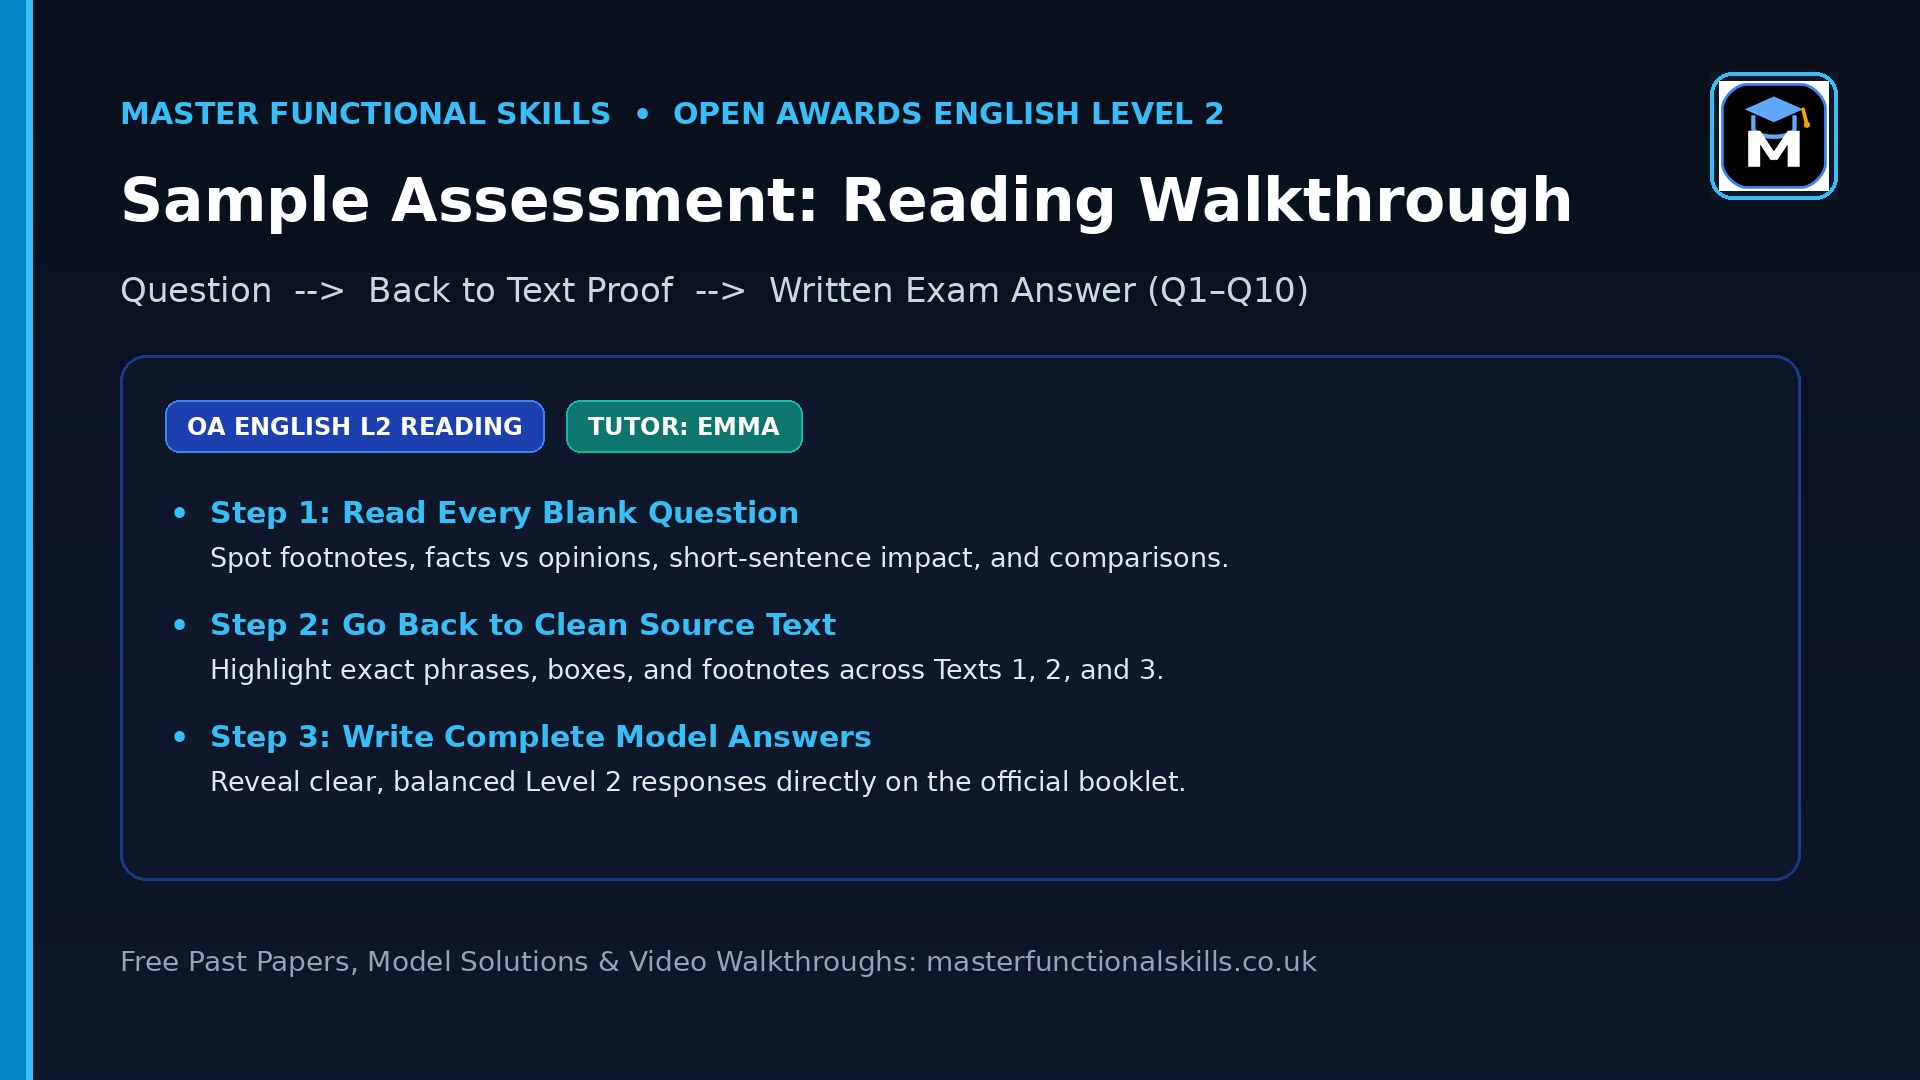 MASTER FUNCTIONAL SKILLS • OPEN AWARDS ENGLISH LEVEL 2
M
Sample Assessment: Reading Walkthrough
Question --> Back to Text Proof --> Written Exam Answer (Q1–Q10)
OA ENGLISH L2 READING
TUTOR: EMMA
• Step 1: Read Every Blank Question
Spot footnotes, facts vs opinions, short-sentence impact, and comparisons.
• Step 2: Go Back to Clean Source Text
Highlight exact phrases, boxes, and footnotes across Texts 1, 2, and 3.
• Step 3: Write Complete Model Answers
Reveal clear, balanced Level 2 responses directly on the official booklet.
Free Past Papers, Model Solutions & Video Walkthroughs: masterfunctionalskills.co.uk